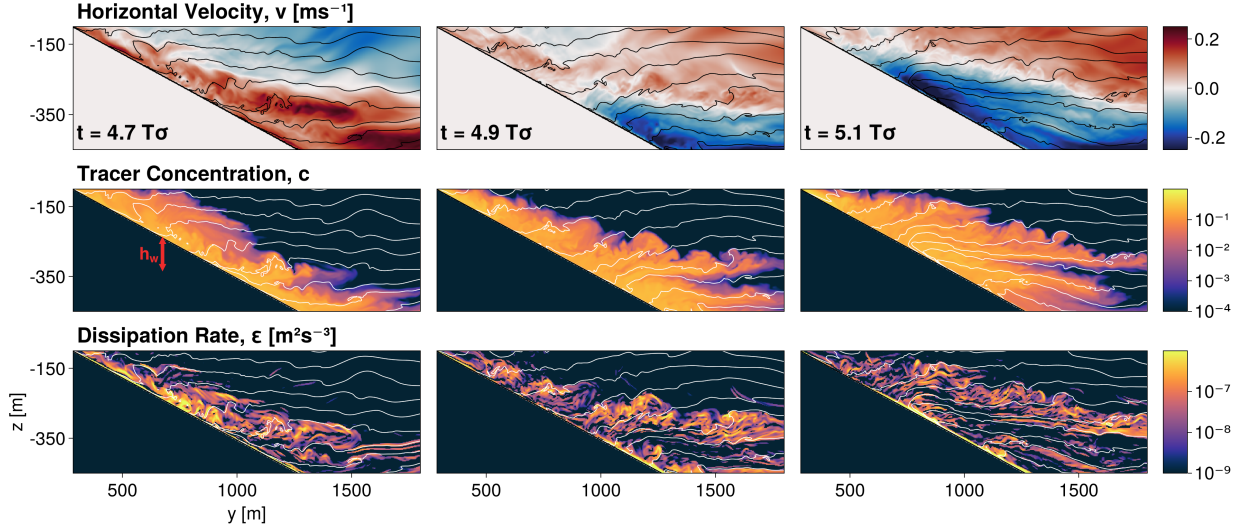 Horizontal Velocity, v [ms⁻¹]
-150
-350
t = 4.7 Tσ
t = 4.9 Tσ
t = 5.1 Tσ
0.2
0.0
-0.2
Tracer Concentration, c
-150
-350
h_w
10⁻¹
10⁻²
10⁻³
10⁻⁴
Dissipation Rate, ε [m²s⁻³]
-150
-350
z [m]
10⁻⁷
10⁻⁸
10⁻⁹
500 1000 1500
500 1000 1500
500 1000 1500
y [m]